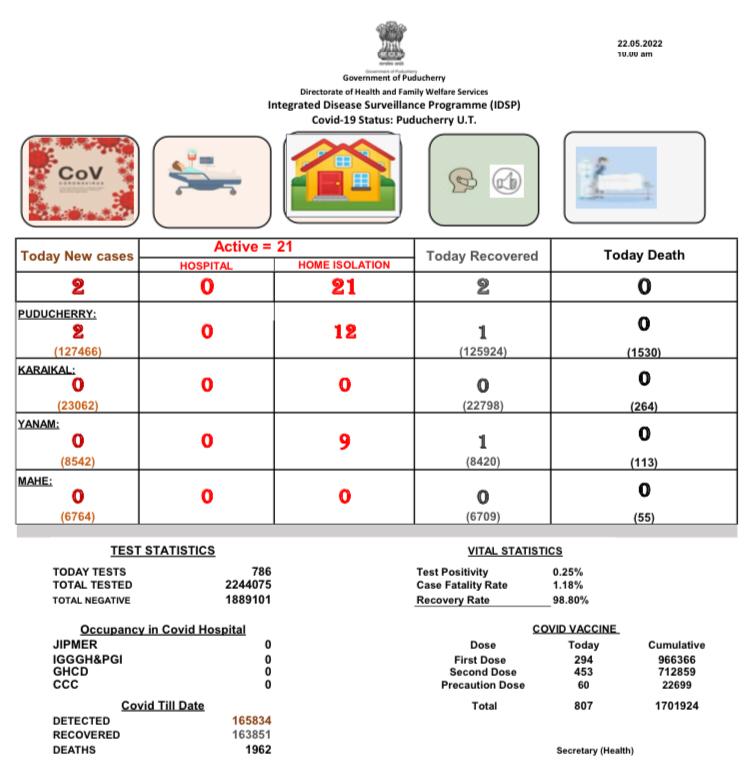 22.05.2022
10.00 am
Government of Puducherry
Government of Puducherry
Directorate of Health and Family Welfare Services
Integrated Disease Surveillance Programme (IDSP)
Covid-19 Status: Puducherry U.T.
CoV
CORONAVIRUS
Today New cases
Active = 21
HOSPITAL
HOME ISOLATION
Today Recovered
Today Death
2 0 21 2 0
PUDUCHERRY:
2 0 12 1 0
(127466) (125924) (1530)
KARAIKAL:
0 0 0 0 0
(23062) (22798) (264)
YANAM:
0 0 9 1 0
(8542) (8420) (113)
MAHE:
0 0 0 0 0
(6764) (6709) (55)
TEST STATISTICS
TODAY TESTS 786
TOTAL TESTED 2244075
TOTAL NEGATIVE 1889101
VITAL STATISTICS
Test Positivity 0.25%
Case Fatality Rate 1.18%
Recovery Rate 98.80%
Occupancy in Covid Hospital
JIPMER 0
IGGGH&PGI 0
GHCD 0
CCC 0
COVID VACCINE
Dose Today Cumulative
First Dose 294 966366
Second Dose 453 712859
Precaution Dose 60 22699
Total 807 1701924
Covid Till Date
DETECTED 165834
RECOVERED 163851
DEATHS 1962
Secretary (Health)